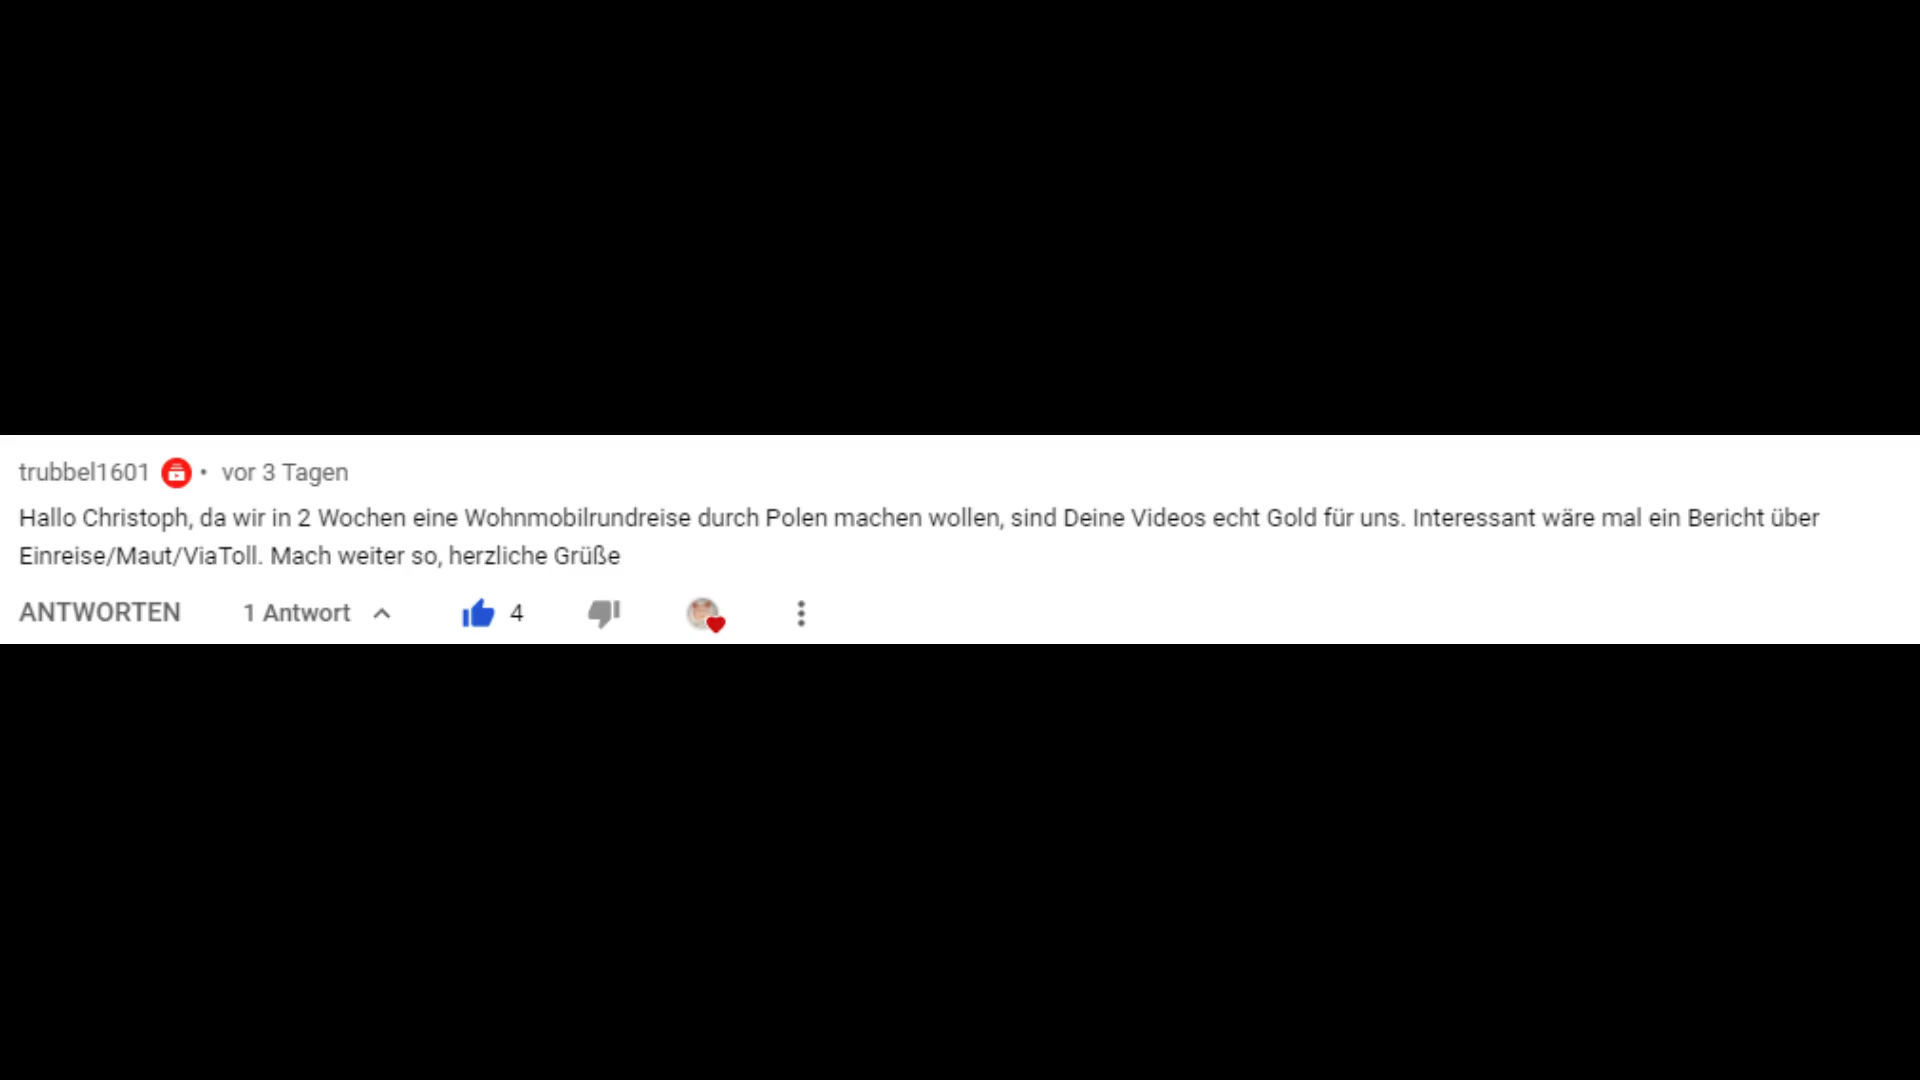 trubbel1601 • vor 3 Tagen
Hallo Christoph, da wir in 2 Wochen eine Wohnmobilrundreise durch Polen machen wollen, sind Deine Videos echt Gold für uns. Interessant wäre mal ein Bericht über
Einreise/Maut/ViaToll. Mach weiter so, herzliche Grüße
ANTWORTEN 1 Antwort 4